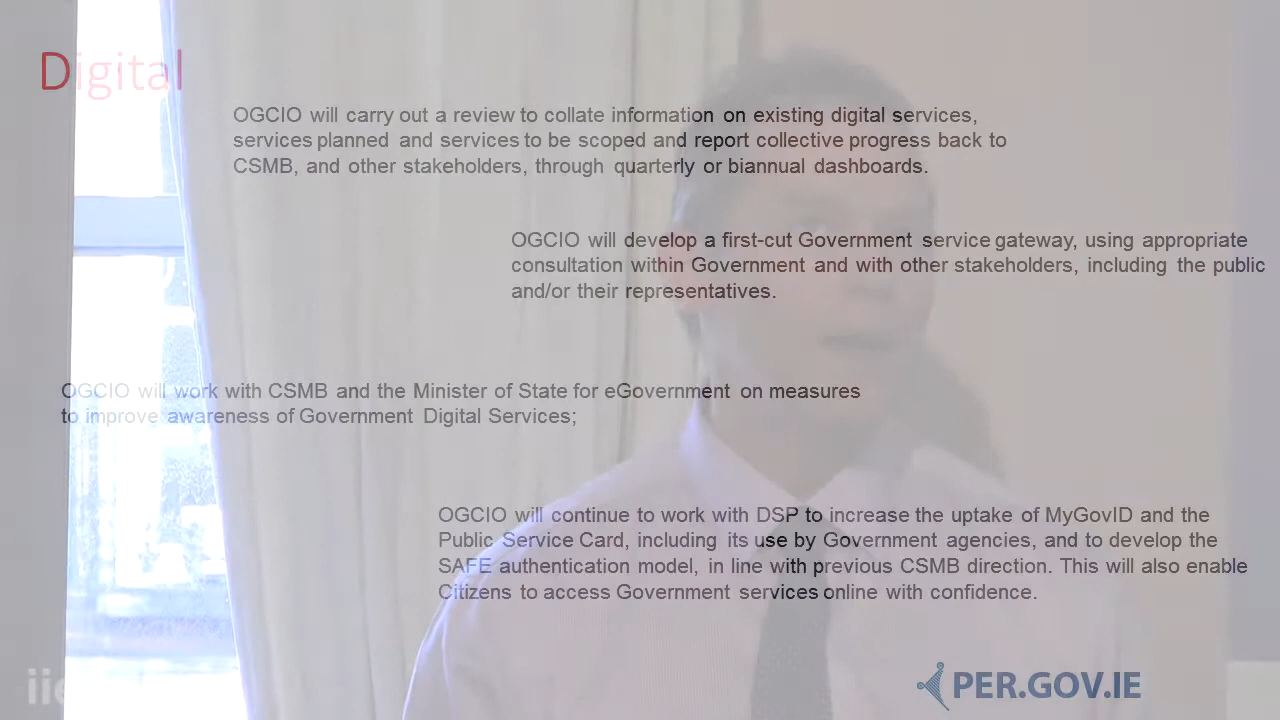 Digital
OGCIO will carry out a review to collate information on existing digital services,
services planned and services to be scoped and report collective progress back to
CSMB, and other stakeholders, through quarterly or biannual dashboards.
OGCIO will develop a first-cut Government service gateway, using appropriate
consultation within Government and with other stakeholders, including the public
and/or their representatives.
OGCIO will work with CSMB and the Minister of State for eGovernment on measures
to improve awareness of Government Digital Services;
OGCIO will continue to work with DSP to increase the uptake of MyGovID and the
Public Service Card, including its use by Government agencies, and to develop the
SAFE authentication model, in line with previous CSMB direction. This will also enable
Citizens to access Government services online with confidence.
PER.GOV.IE